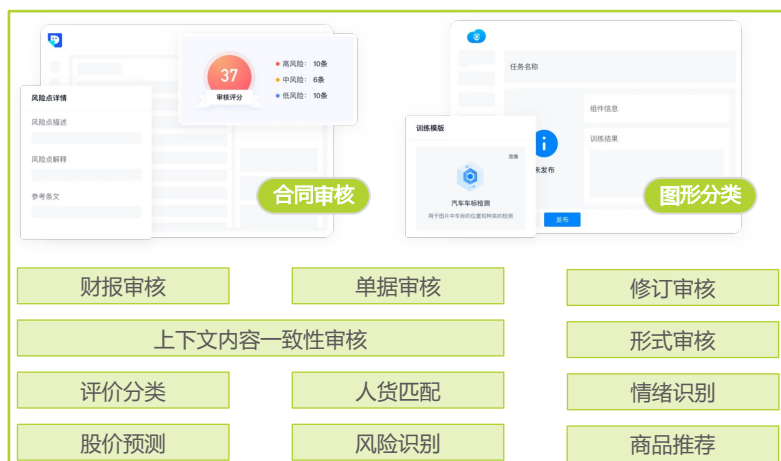 37
审核评分
高风险： 10条
中风险： 6条
低风险： 10条
风险点详情
风险点描述
风险点解释
参考条文
合同审核
任务名称
组件信息
训练结果
未发布
发布
训练模版
图像
汽车车标检测
用于图片中车标的位置和种类的检测
图形分类
财报审核
单据审核
修订审核
上下文内容一致性审核
形式审核
评价分类
人货匹配
情绪识别
股价预测
风险识别
商品推荐